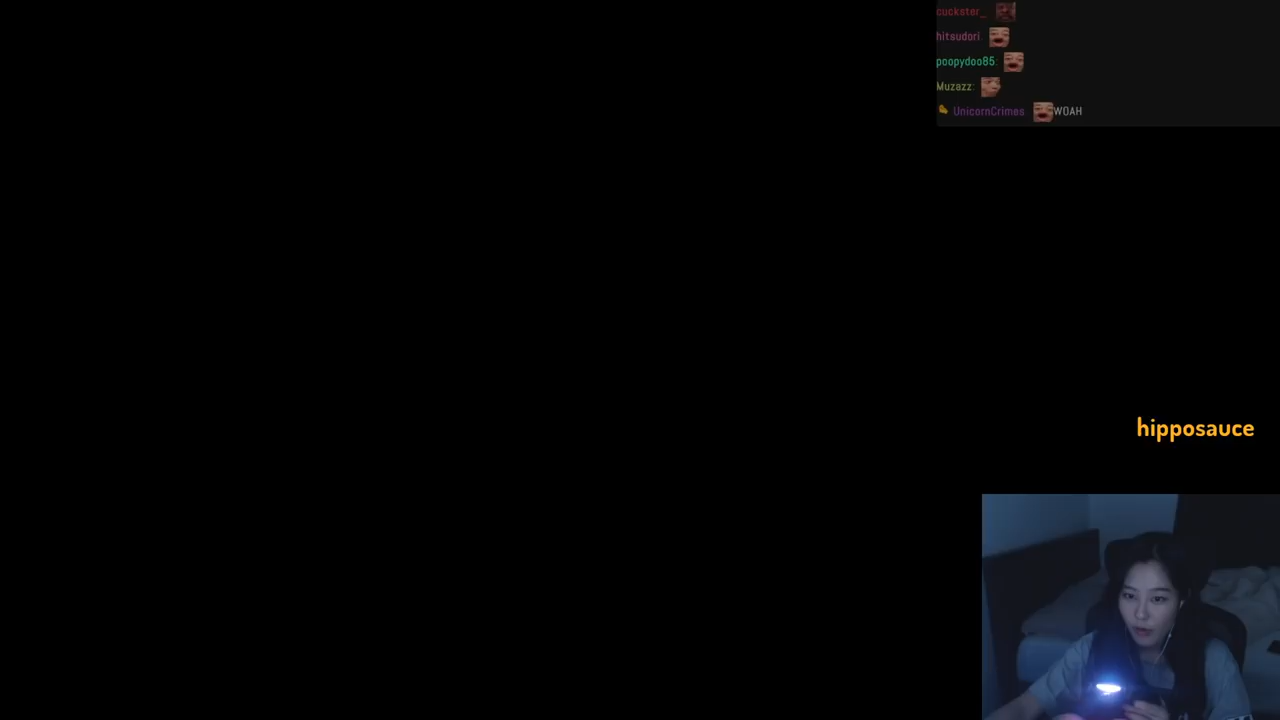 cuckster_
hitsudori
poopydoo85:
Muzazz:
UnicornCrimes WOAH
hipposauce